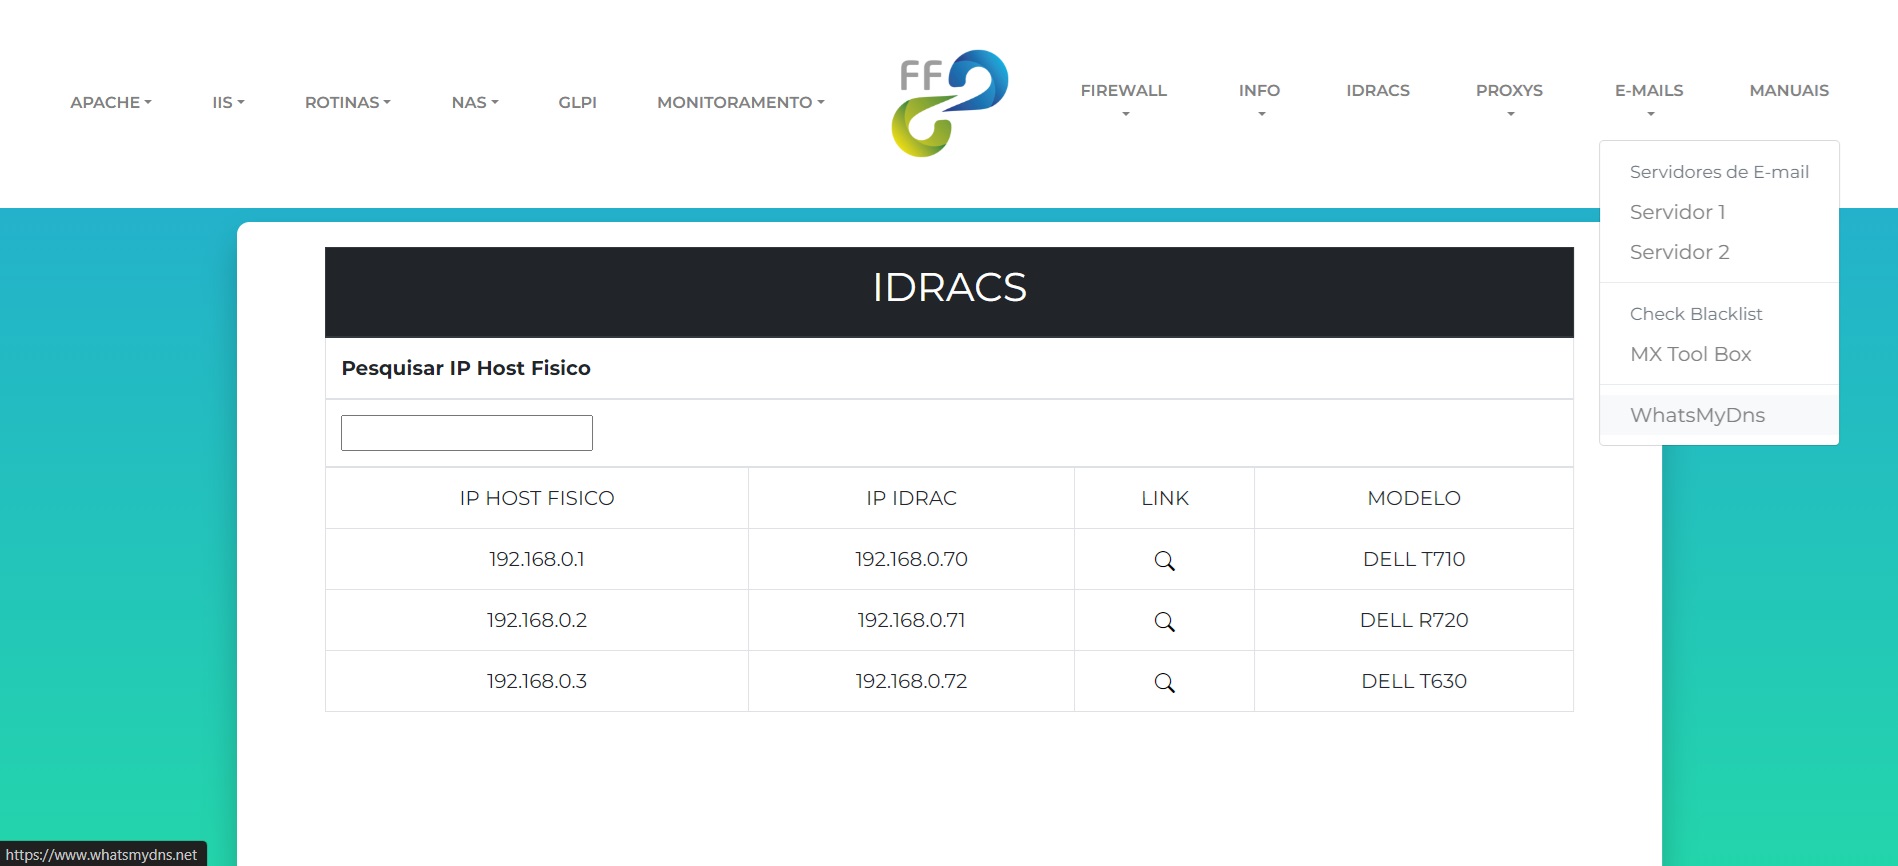 APACHE
IIS
ROTINAS
NAS
GLPI
MONITORAMENTO
FF
FIREWALL
INFO
IDRACS
PROXYS
E-MAILS
MANUAIS
Servidores de E-mail
Servidor 1
Servidor 2
Check Blacklist
MX Tool Box
WhatsMyDns
IDRACS
Pesquisar IP Host Fisico
IP HOST FISICO IP IDRAC LINK MODELO
192.168.0.1 192.168.0.70 DELL T710
192.168.0.2 192.168.0.71 DELL R720
192.168.0.3 192.168.0.72 DELL T630
https://www.whatsmydns.net